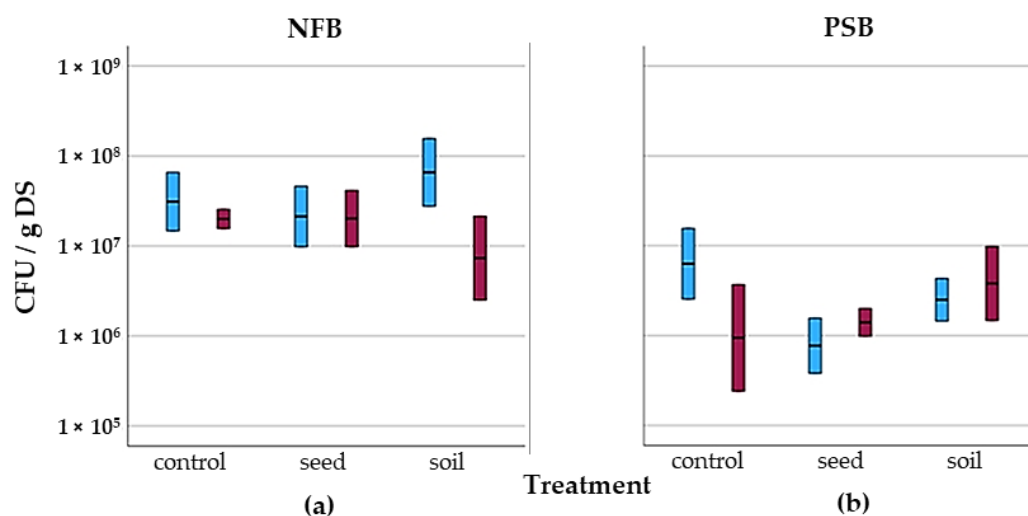 NFB
PSB
CFU / g DS
1 × 10⁹
1 × 10⁸
1 × 10⁷
1 × 10⁶
1 × 10⁵
control seed soil
control seed soil
Treatment
(a)
(b)